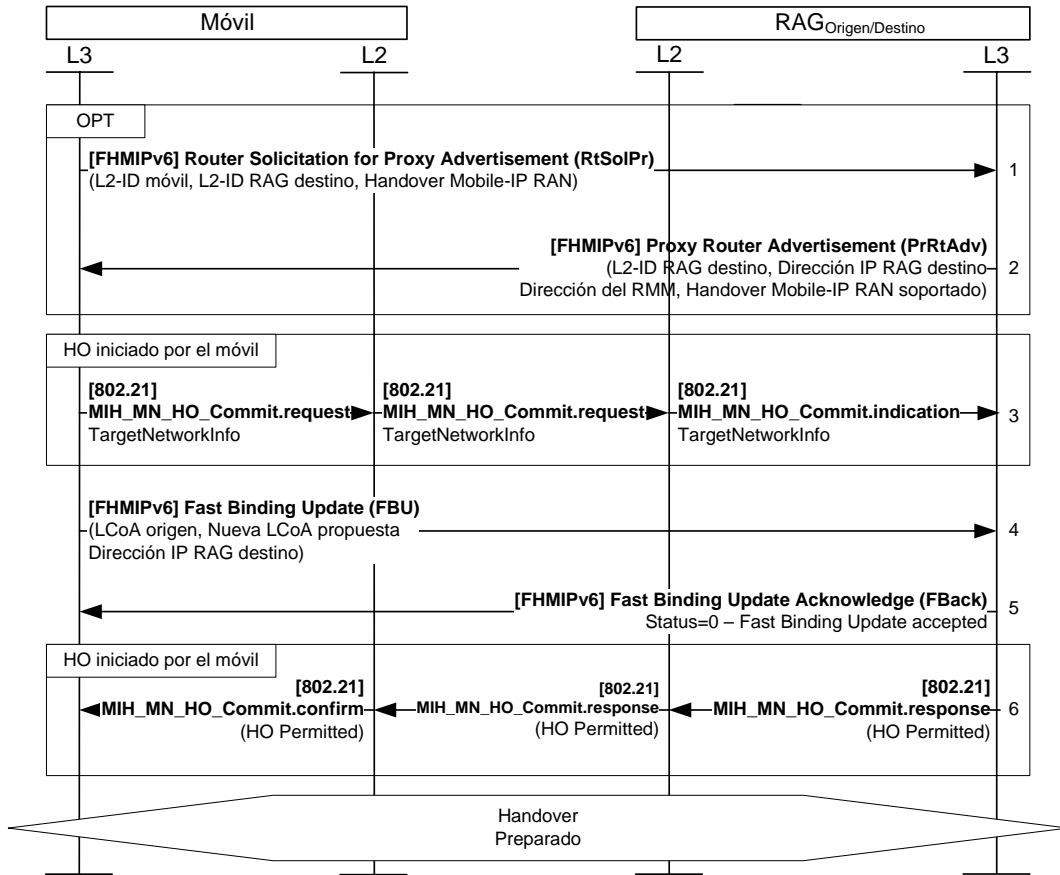 Móvil
RAGOrigen/Destino
L3
L2
L2
L3
OPT
[FHMIPv6] Router Solicitation for Proxy Advertisement (RtSolPr)
(L2-ID móvil, L2-ID RAG destino, Handover Mobile-IP RAN)
1
[FHMIPv6] Proxy Router Advertisement (PrRtAdv)
(L2-ID RAG destino, Dirección IP RAG destino
Dirección del RMM, Handover Mobile-IP RAN soportado)
2
HO iniciado por el móvil
[802.21]
MIH_MN_HO_Commit.request
TargetNetworkInfo
[802.21]
MIH_MN_HO_Commit.request
TargetNetworkInfo
[802.21]
MIH_MN_HO_Commit.indication
TargetNetworkInfo
3
[FHMIPv6] Fast Binding Update (FBU)
(LCoA origen, Nueva LCoA propuesta
Dirección IP RAG destino)
4
[FHMIPv6] Fast Binding Update Acknowledge (FBack)
Status=0 – Fast Binding Update accepted
5
HO iniciado por el móvil
[802.21]
MIH_MN_HO_Commit.confirm
(HO Permitted)
[802.21]
MIH_MN_HO_Commit.response
(HO Permitted)
[802.21]
MIH_MN_HO_Commit.response
(HO Permitted)
6
Handover
Preparado